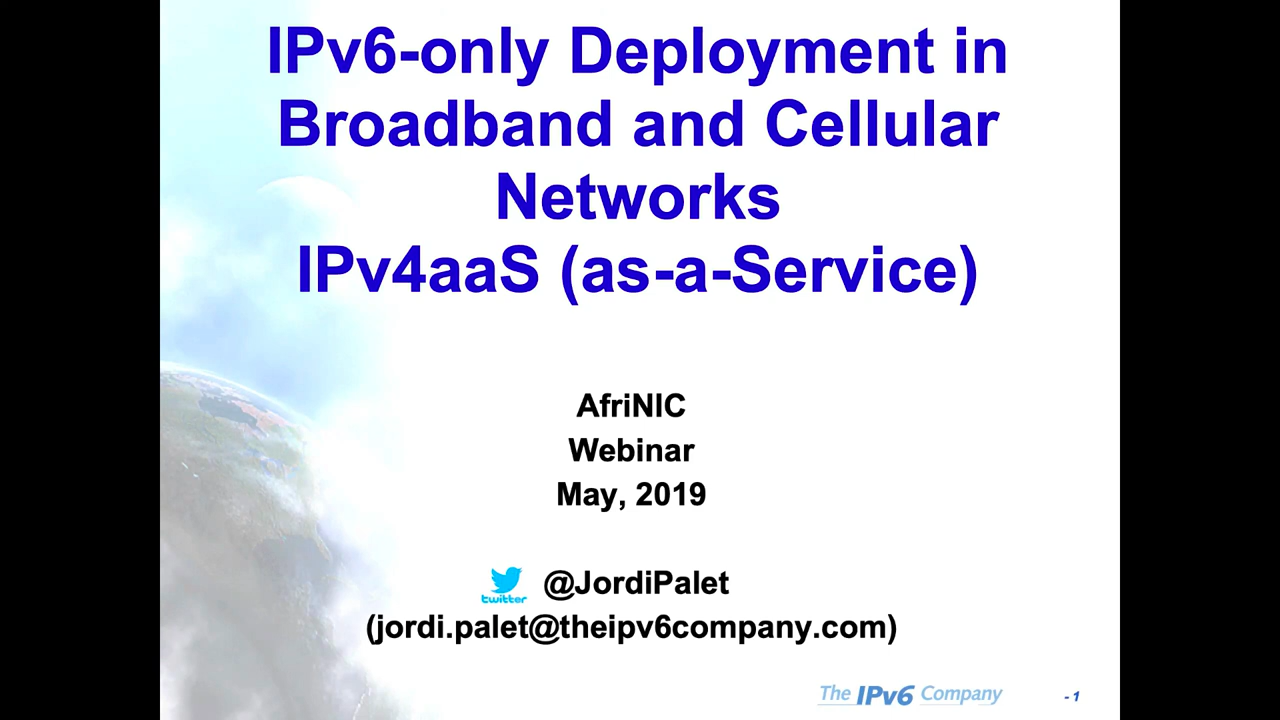 IPv6-only Deployment in
Broadband and Cellular
Networks
IPv4aaS (as-a-Service)
AfriNIC
Webinar
May, 2019
twitter @JordiPalet
(jordi.palet@theipv6company.com)
The IPv6 Company
- 1